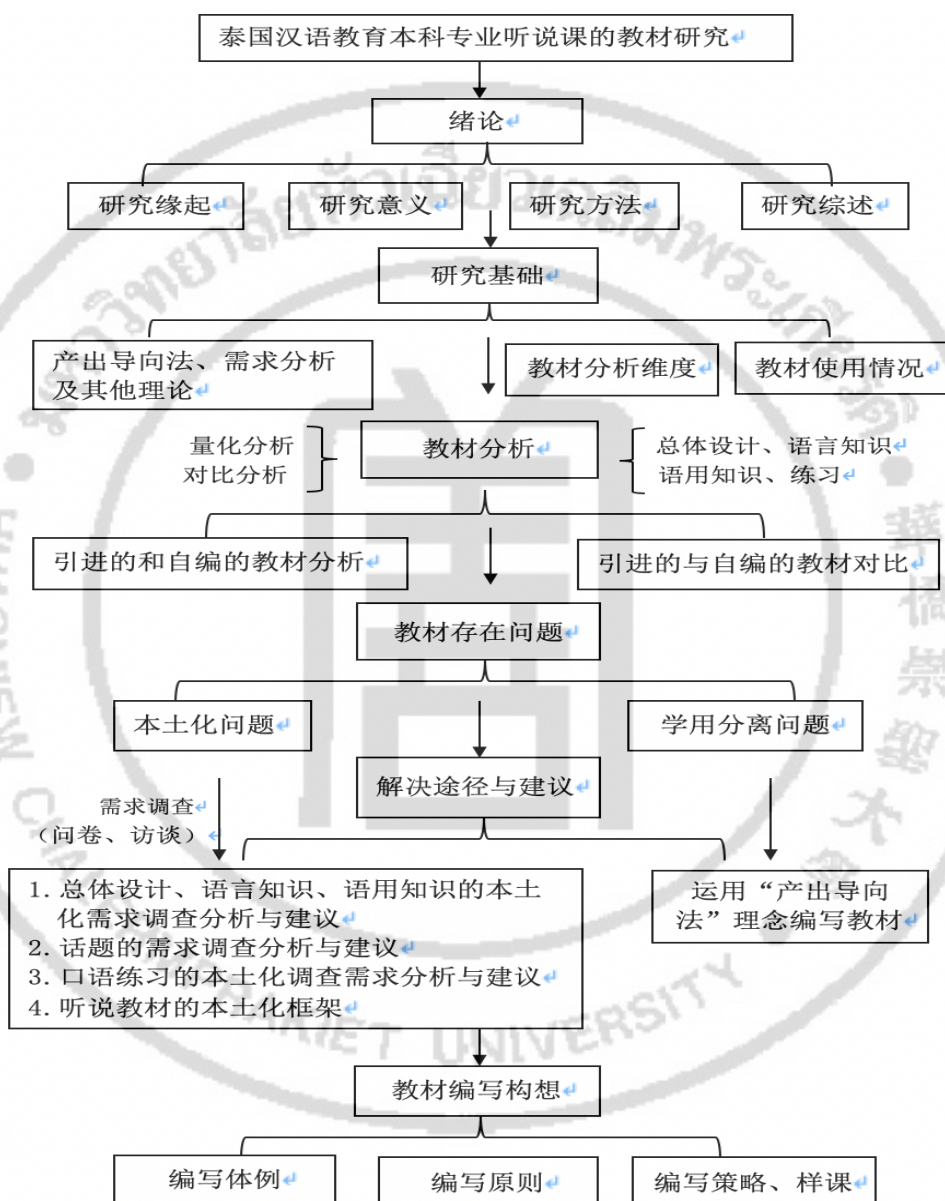 泰国汉语教育本科专业听说课的教材研究
绪论
研究缘起
研究意义
研究方法
研究综述
研究基础
产出导向法、需求分析
及其他理论
教材分析维度
教材使用情况
量化分析
对比分析
教材分析
总体设计、语言知识
语用知识、练习
引进的和自编的教材分析
引进的与自编的教材对比
教材存在问题
本土化问题
学用分离问题
解决途径与建议
需求调查
（问卷、访谈）
1. 总体设计、语言知识、语用知识的本土
化需求调查分析与建议
2. 话题的需求调查分析与建议
3. 口语练习的本土化调查需求分析与建议
4. 听说教材的本土化框架
运用“产出导向
法”理念编写教材
教材编写构想
编写体例
编写原则
编写策略、样课